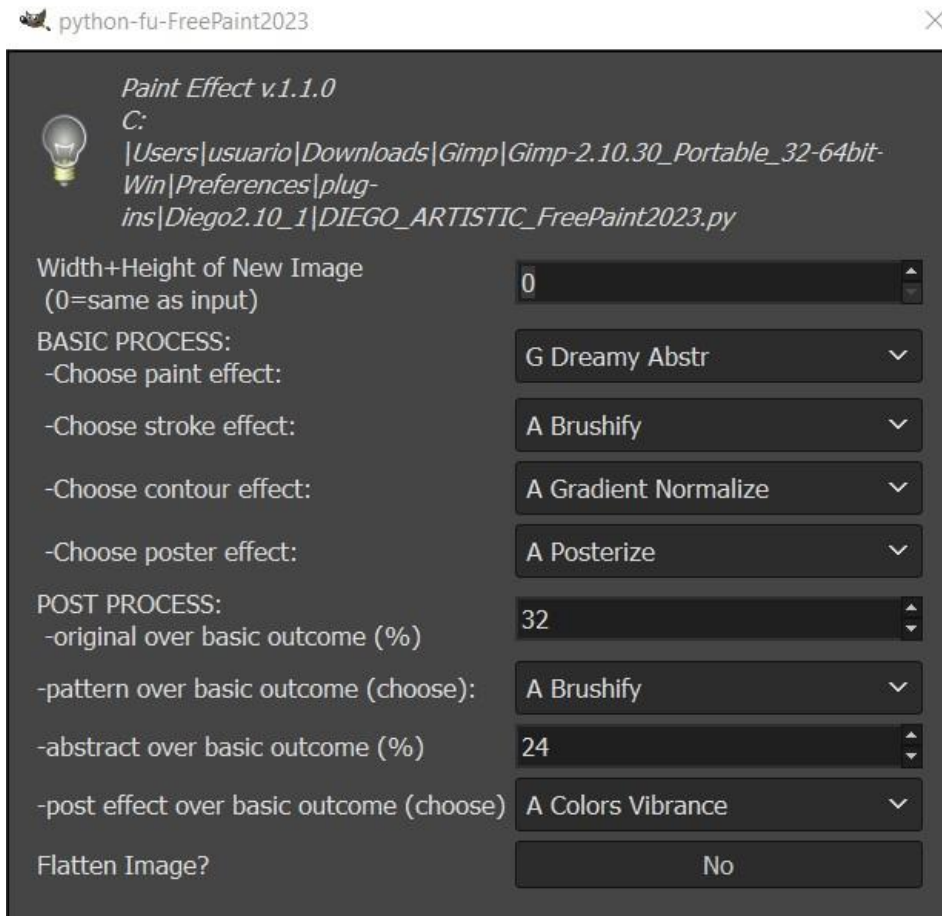 python-fu-FreePaint2023
Paint Effect v.1.1.0
C:
|Users|usuario|Downloads|Gimp|Gimp-2.10.30_Portable_32-64bit-
Win|Preferences|plug-
ins|Diego2.10_1|DIEGO_ARTISTIC_FreePaint2023.py
Width+Height of New Image
(0=same as input)
0
BASIC PROCESS:
-Choose paint effect:
G Dreamy Abstr
-Choose stroke effect:
A Brushify
-Choose contour effect:
A Gradient Normalize
-Choose poster effect:
A Posterize
POST PROCESS:
-original over basic outcome (%)
32
-pattern over basic outcome (choose):
A Brushify
-abstract over basic outcome (%)
24
-post effect over basic outcome (choose)
A Colors Vibrance
Flatten Image?
No